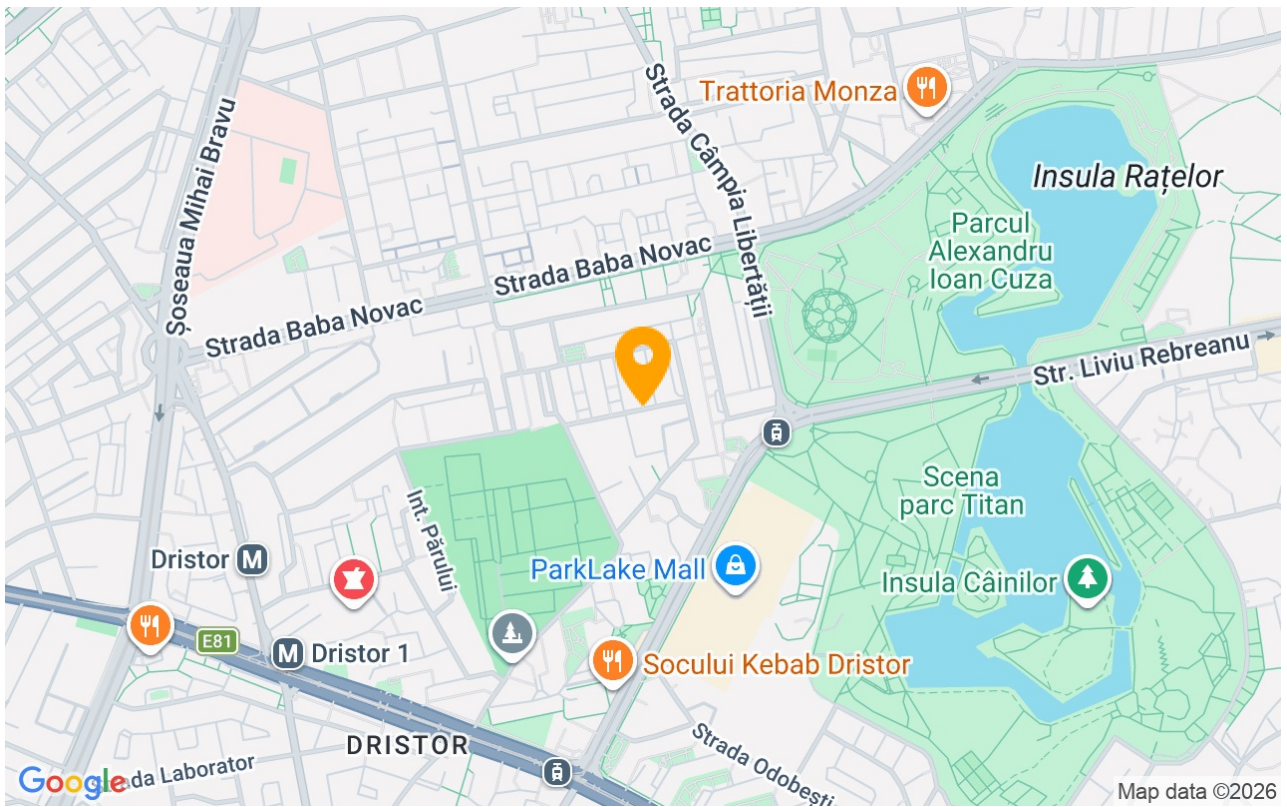 Trattoria Monza
Strada Câmpia Libertății
Șoseaua Mihai Bravu
Insula Rațelor
Parcul
Alexandru
Ioan Cuza
Strada Baba Novac
Strada Baba Novac
Str. Liviu Rebreanu
Scena
parc Titan
Int. Părului
Dristor M
ParkLake Mall
Insula Câinilor
E81
M Dristor 1
Socului Kebab Dristor
DRISTOR
Strada Odobești
Google
ada Laborator
Map data ©2026